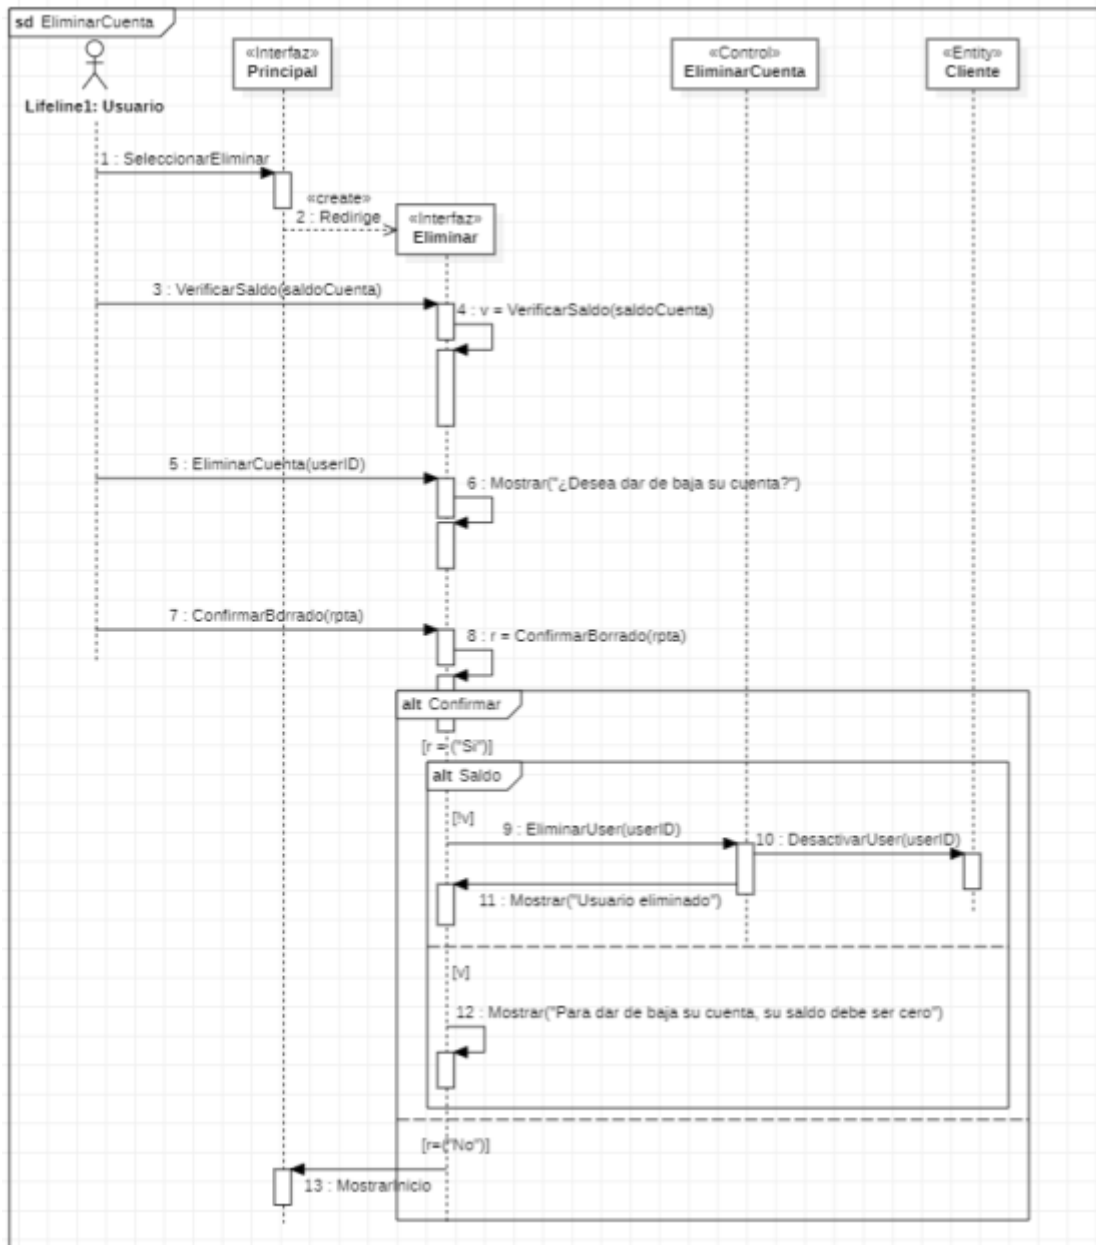 sd EliminarCuenta
«Interfaz»
Principal
«Control»
EliminarCuenta
«Entity»
Cliente
Lifeline1: Usuario
1 : SeleccionarEliminar
«create»
2 : Redirige
«Interfaz»
Eliminar
3 : VerificarSaldo(saldoCuenta)
4 : v = VerificarSaldo(saldoCuenta)
5 : EliminarCuenta(userID)
6 : Mostrar("¿Desea dar de baja su cuenta?")
7 : ConfirmarBorrado(rpta)
8 : r = ConfirmarBorrado(rpta)
alt Confirmar
[r = ("Si")]
alt Saldo
[!v]
9 : EliminarUser(userID)
10 : DesactivarUser(userID)
11 : Mostrar("Usuario eliminado")
[v]
12 : Mostrar("Para dar de baja su cuenta, su saldo debe ser cero")
[r=("No")]
13 : MostrarInicio